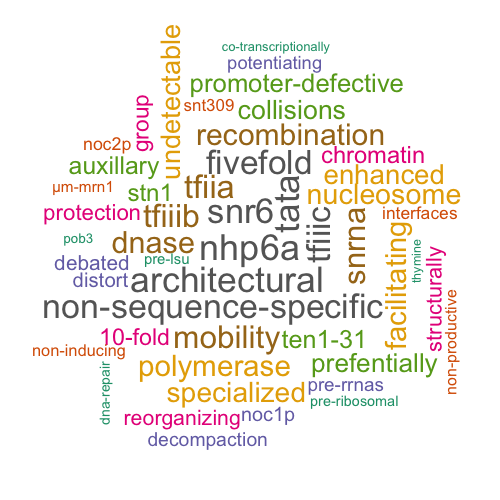 co-transcriptionally
potentiating
promoter-defective
snt309
collisions
group
undetectable
recombination
noc2p
fivefold
chromatin
auxillary
enhanced
tfiia
tata
nucleosome
µm-mrn1
stn1
snr6
tfiiic
snrna
protection
tfiiib
interfaces
pob3
dnase
nhp6a
facilitating
thymine
structurally
debated
pre-lsu
distort
architectural
non-sequence-specific
non-productive
10-fold
mobility
ten1-31
non-inducing
polymerase
prefentially
dna-repair
specialized
pre-rrnas
pre-ribosomal
reorganizing
noc1p
decompaction